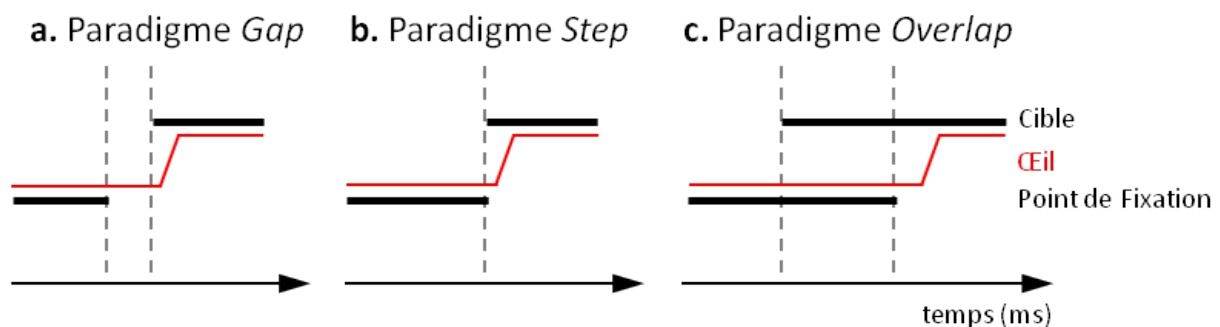 a. Paradigme Gap
b. Paradigme Step
c. Paradigme Overlap
Cible
Œil
Point de Fixation
temps (ms)